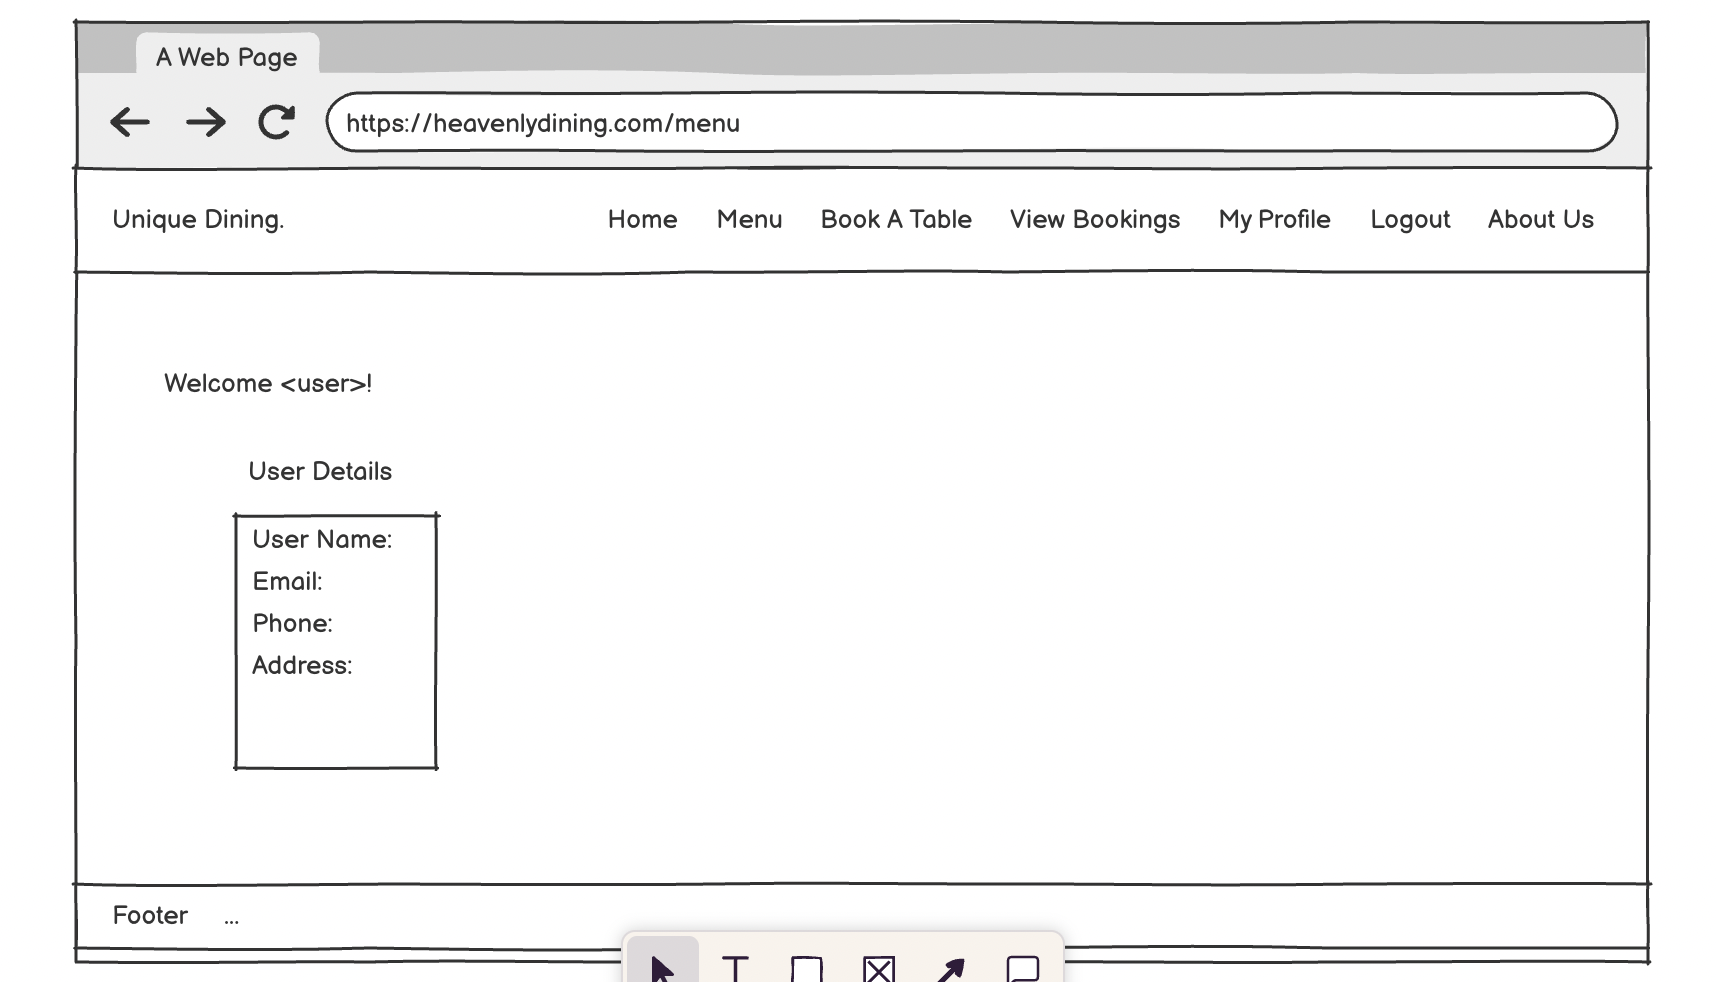 A Web Page
https://heavenlydining.com/menu
Unique Dining. Home Menu Book A Table View Bookings My Profile Logout About Us
Welcome <user>!
User Details
User Name:
Email:
Phone:
Address:
Footer ...